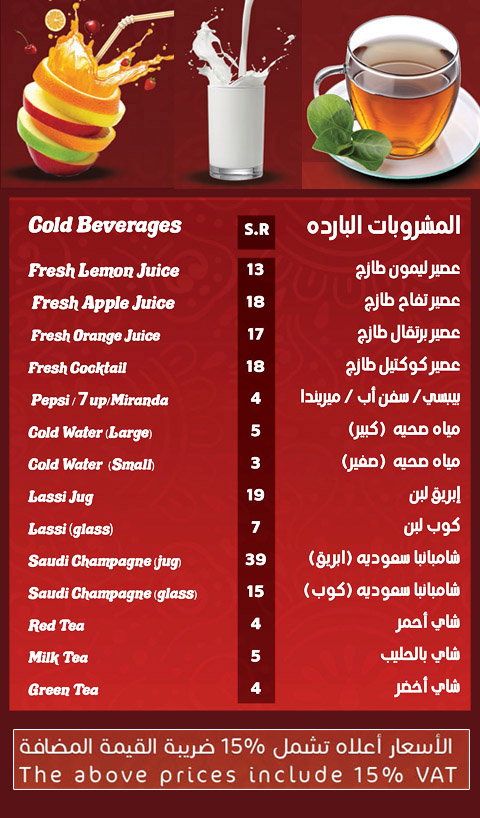 Cold Beverages S.R المشروبات البارده
Fresh Lemon Juice 13 عصير ليمون طازج
Fresh Apple Juice 18 عصير تفاح طازج
Fresh Orange Juice 17 عصير برتقال طازج
Fresh Cocktail 18 عصير كوكتيل طازج
Pepsi / 7up/Miranda 4 بيبسي/ سفن أب / ميريندا
Cold Water (Large) 5 مياه صحيه (كبير)
Cold Water (Small) 3 مياه صحيه (صغير)
Lassi Jug 19 إبريق لبن
Lassi (glass) 7 كوب لبن
Saudi Champagne (jug) 39 شامبانيا سعوديه (ابريق)
Saudi Champagne (glass) 15 شامبانيا سعوديه (كوب)
Red Tea 4 شاي أحمر
Milk Tea 5 شاي بالحليب
Green Tea 4 شاي أخضر
الأسعار أعلاه تشمل 15% ضريبة القيمة المضافة
The above prices include 15% VAT